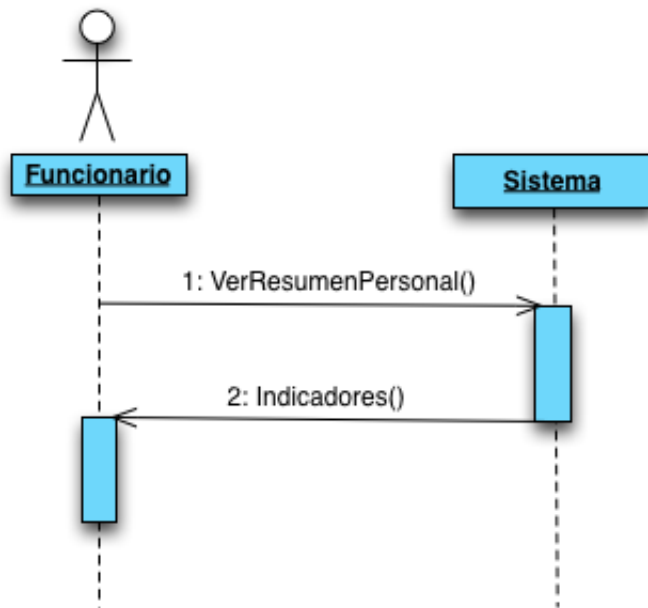 Funcionario
Sistema
1: VerResumenPersonal()
2: Indicadores()